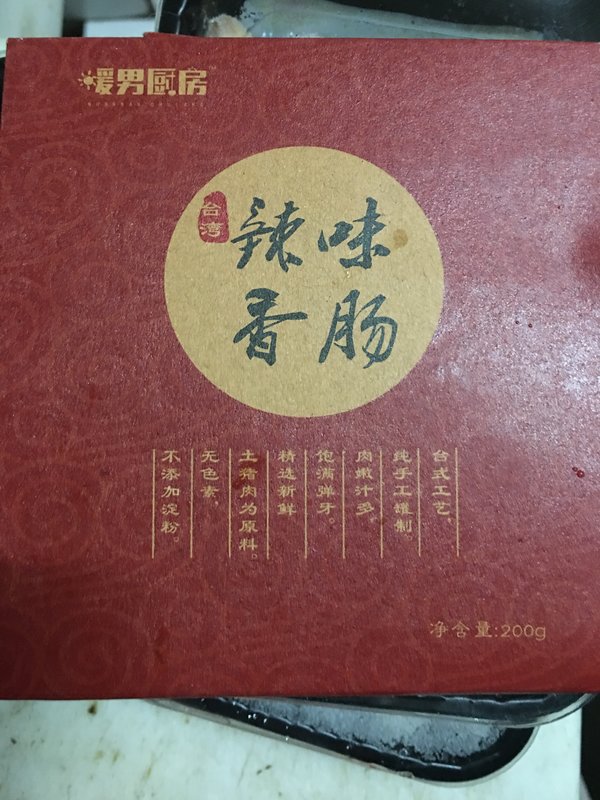 暖男厨房
台湾
辣味
香肠
台式工艺,
纯手工罐制。
肉嫩汁多,
饱满弹牙。
精选新鲜
土猪肉为原料。
无色素,
不添加淀粉。
净含量:200g